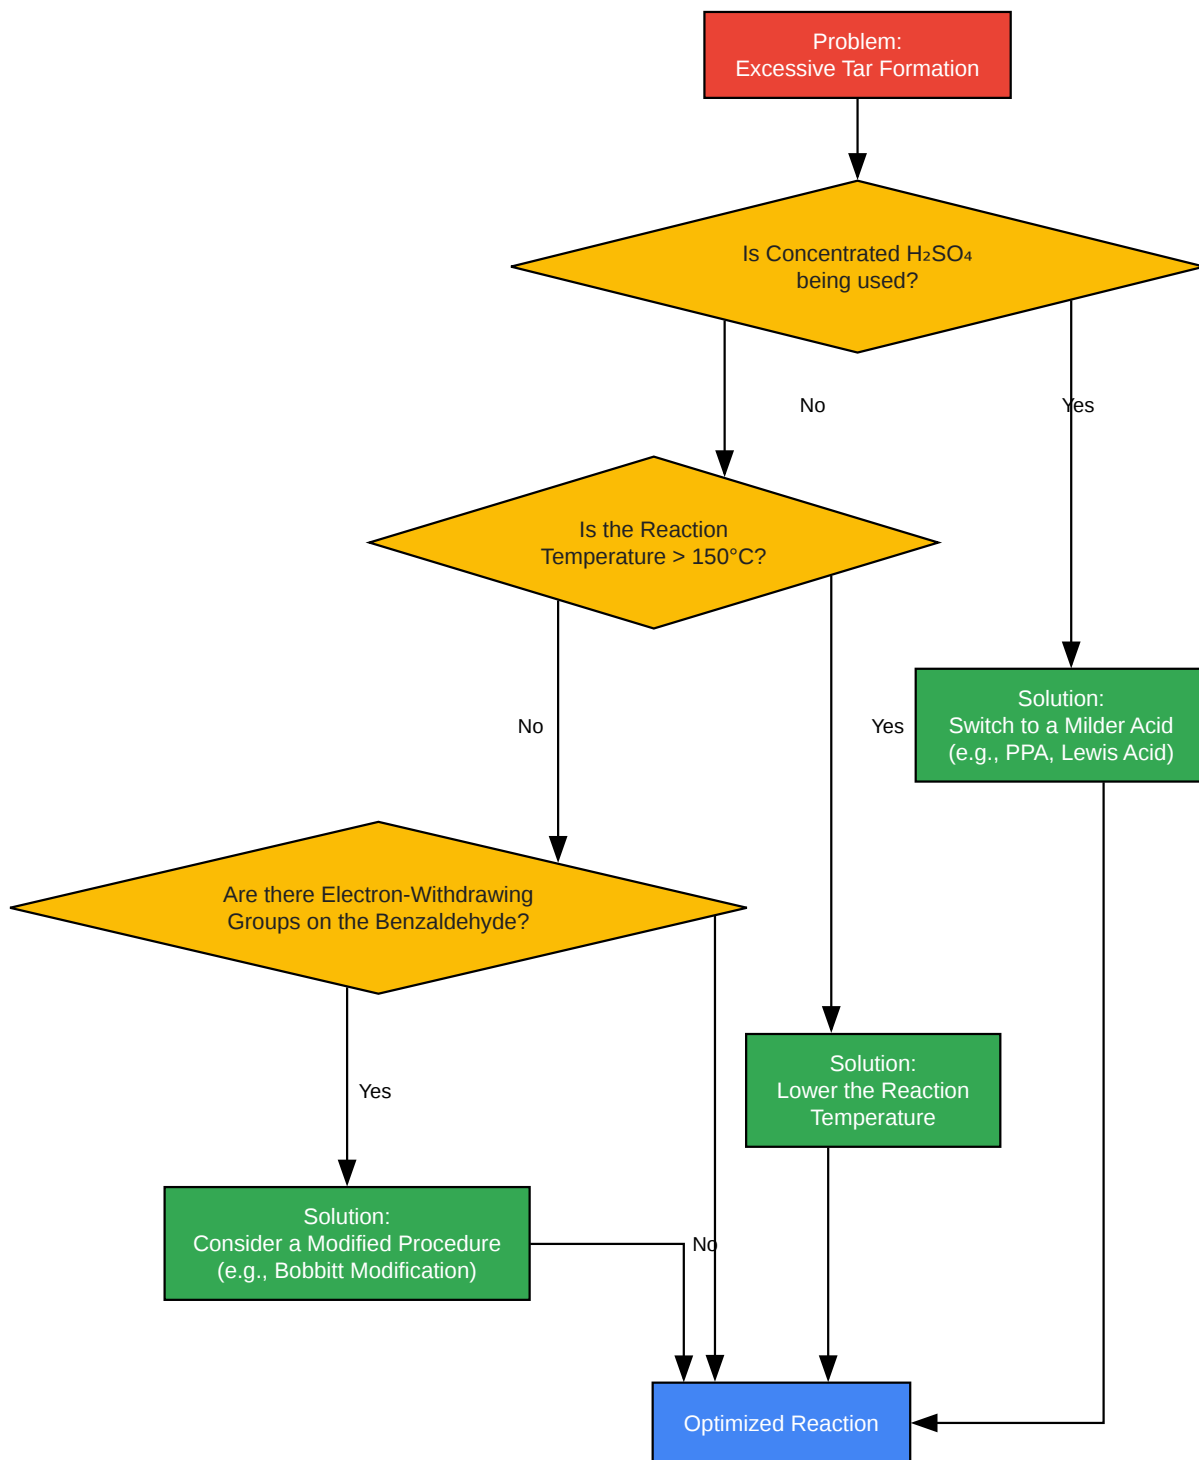 Problem:
Excessive Tar Formation
Is Concentrated H₂SO₄
being used?
No
Yes
Is the Reaction
Temperature > 150°C?
No
Yes
Solution:
Switch to a Milder Acid
(e.g., PPA, Lewis Acid)
Are there Electron-Withdrawing
Groups on the Benzaldehyde?
Yes
Solution:
Lower the Reaction
Temperature
Solution:
Consider a Modified Procedure
(e.g., Bobbitt Modification)
No
Optimized Reaction